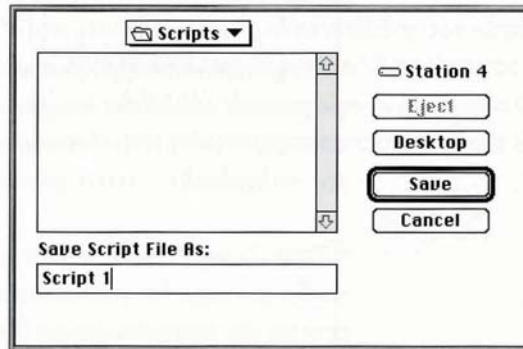 Scripts
Station 4
Eject
Desktop
Save
Cancel
Save Script File As:
Script 1